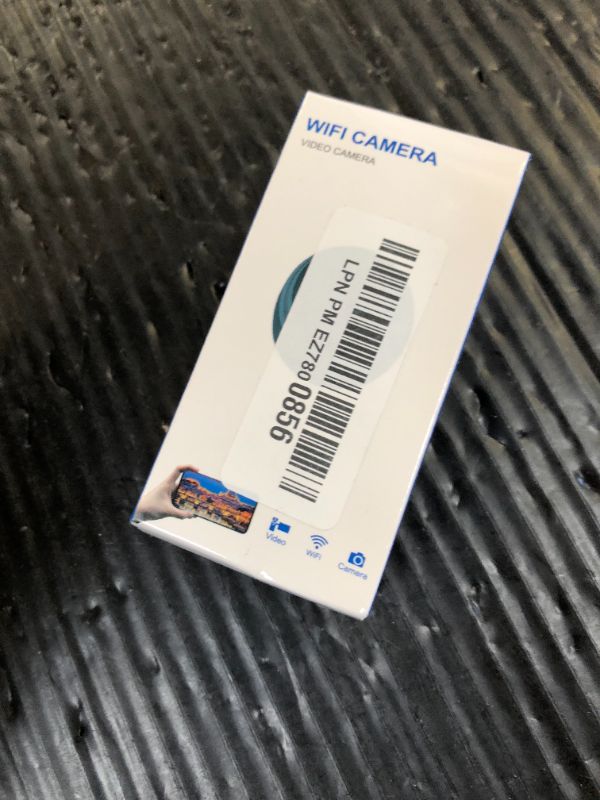 WIFI CAMERA
VIDEO CAMERA
LPN PM EZ780 0856
Video
WiFi
Camera